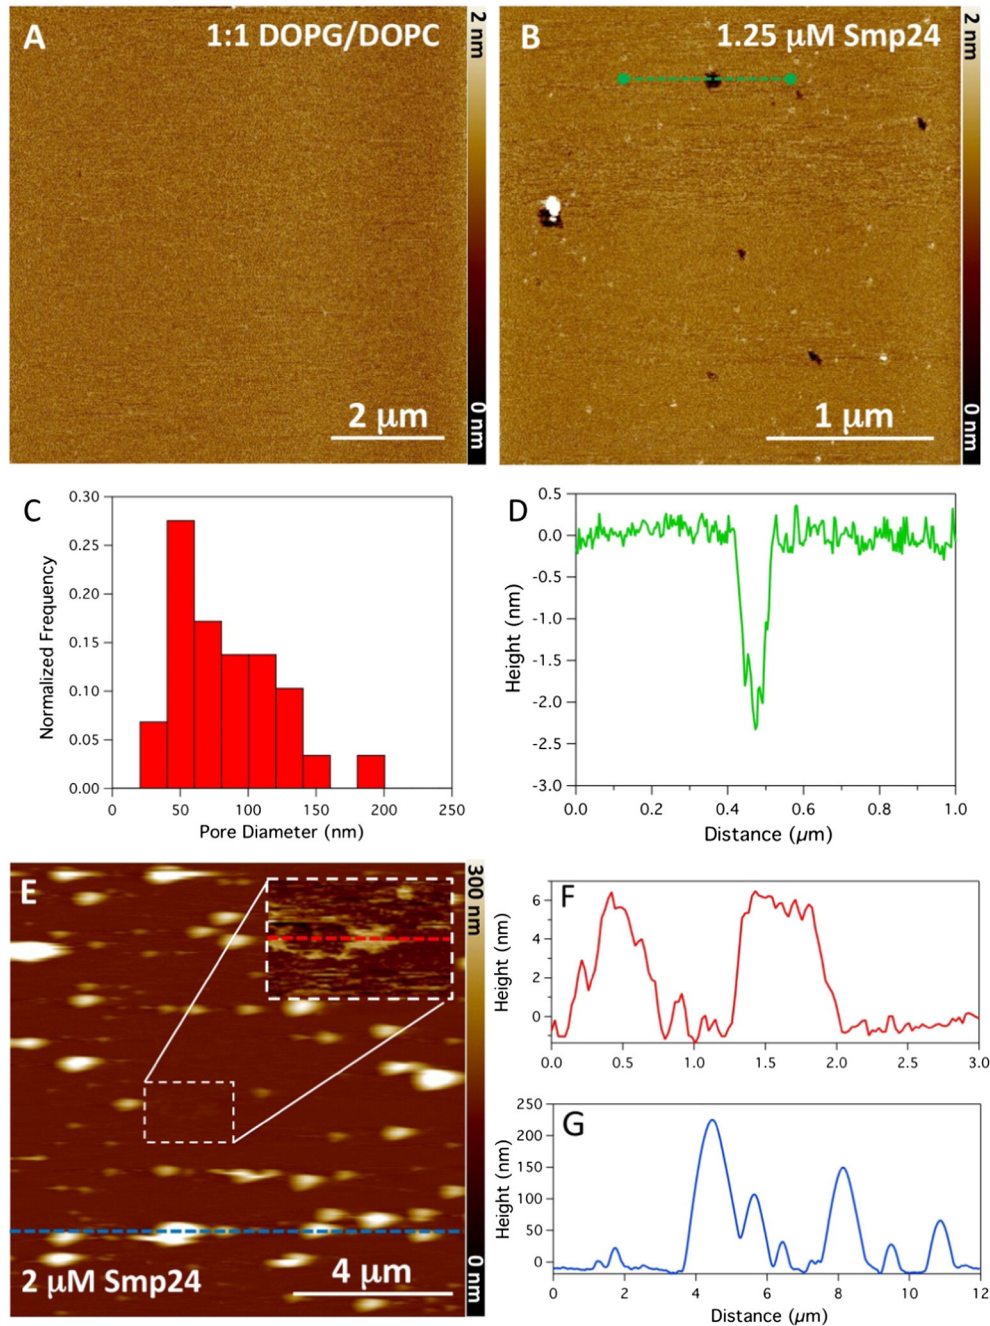 A 1:1 DOPG/DOPC 2 nm
2 μm 0 nm
B 1.25 μM Smp24 2 nm
1 μm 0 nm
C
0.30
0.25
0.20
0.15
0.10
0.05
0.00
Normalized Frequency
0 50 100 150 200 250
Pore Diameter (nm)
D
0.5
0.0
-0.5
-1.0
-1.5
-2.0
-2.5
-3.0
Height (nm)
0.0 0.2 0.4 0.6 0.8 1.0
Distance (μm)
E 300 nm
2 μM Smp24 4 μm 0 nm
F
6
4
2
0
Height (nm)
0.0 0.5 1.0 1.5 2.0 2.5 3.0
G
250
200
150
100
50
0
Height (nm)
0 2 4 6 8 10 12
Distance (μm)